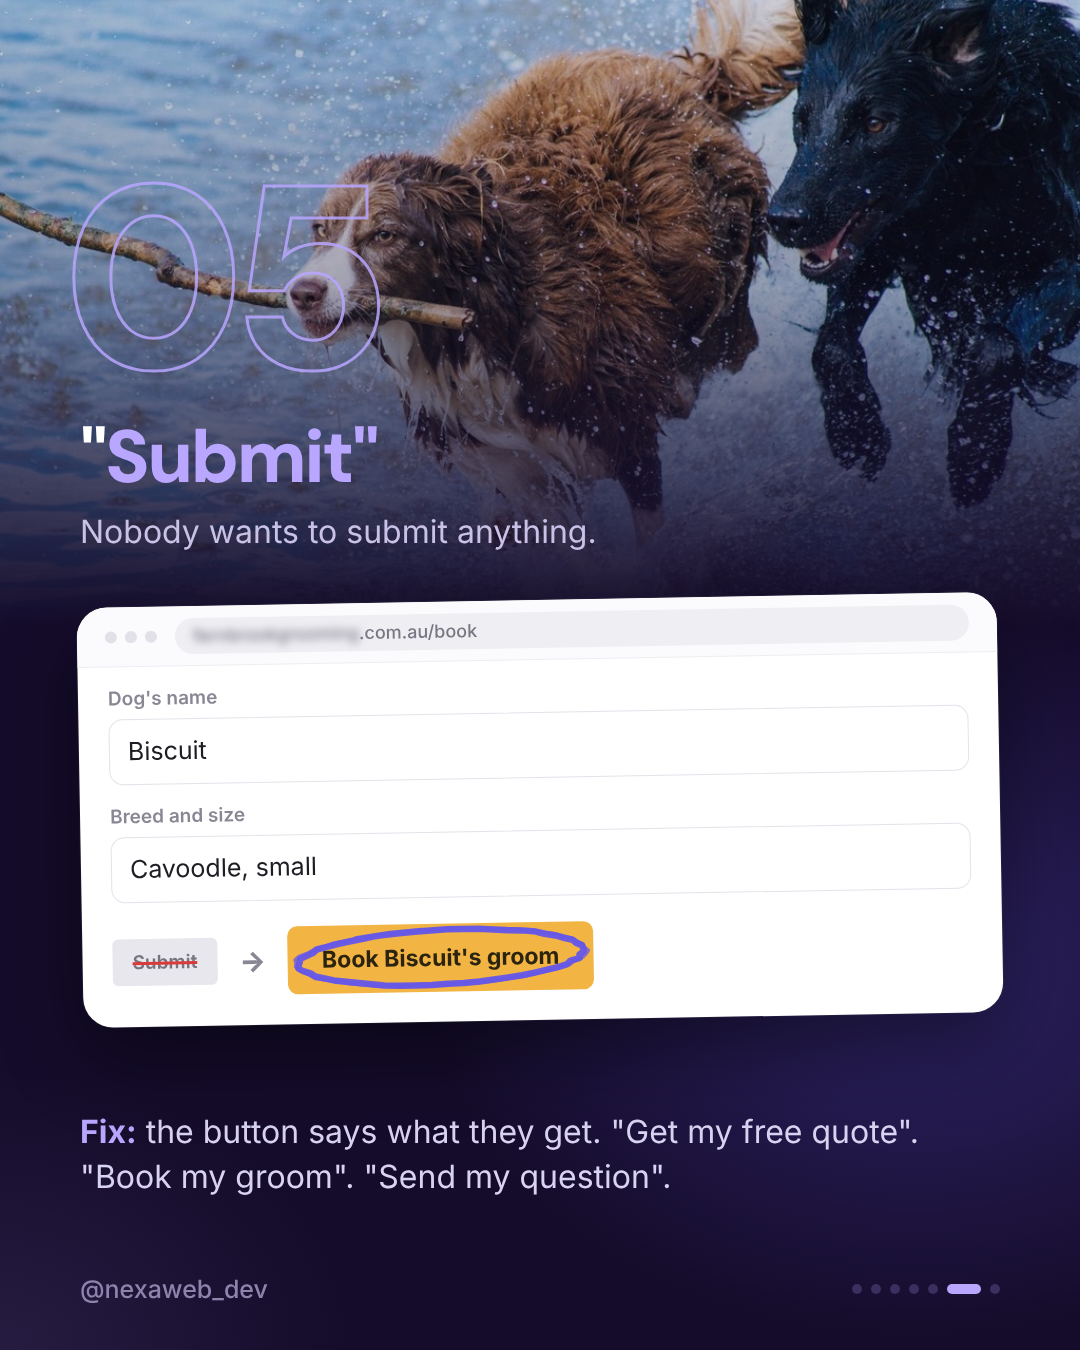 05
"Submit"
Nobody wants to submit anything.
.com.au/book
Dog's name
Biscuit
Breed and size
Cavoodle, small
Submit → Book Biscuit's groom
Fix: the button says what they get. "Get my free quote".
"Book my groom". "Send my question".
@nexaweb_dev